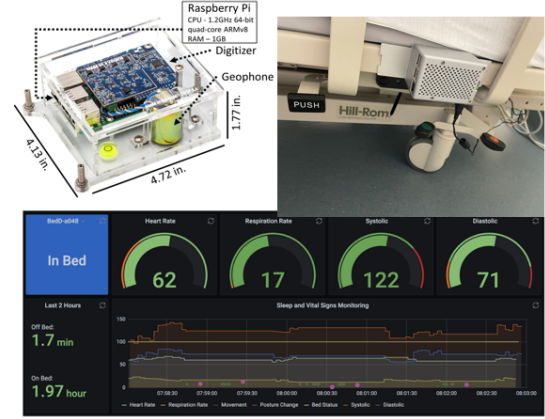 Raspberry Pi
CPU - 1.2GHz 64-bit
quad-core ARMv8
RAM – 1GB
Digitizer
Geophone
1.77 in.
4.13 in.
4.72 in.
PUSH
Hill-Rom
BedD-a048
Heart Rate
Respiration Rate
Systolic
Diastolic
In Bed
62
17
122
71
Last 2 Hours
Sleep and Vital Signs Monitoring
Off Bed:
1.7 min
On Bed:
1.97 hour
150
100
50
0
07:58:30
07:59:00
07:59:30
08:00:00
08:00:30
08:01:00
08:01:30
08:02:00
08:02:30
08:03:00
Heart Rate
Respiration Rate
Movement
Posture Change
Bed Status
Systolic
Diastolic